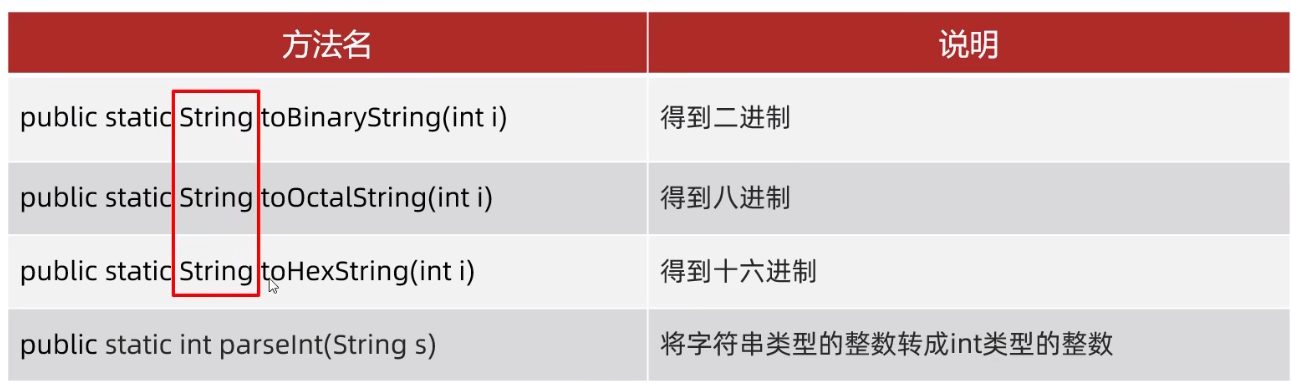 方法名 说明
public static String toBinaryString(int i) 得到二进制
public static String toOctalString(int i) 得到八进制
public static String toHexString(int i) 得到十六进制
public static int parseInt(String s) 将字符串类型的整数转成int类型的整数